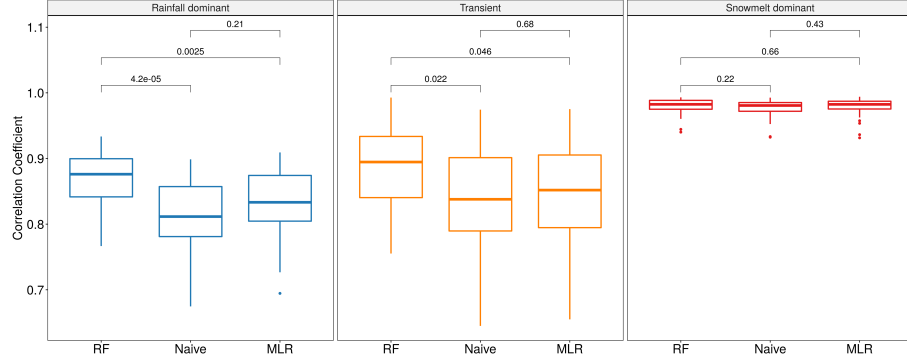 Rainfall dominant
Transient
Snowmelt dominant
1.1
1.0
0.9
0.8
0.7
Correlation Coefficient
0.21
0.0025
4.2e-05
0.68
0.046
0.022
0.43
0.66
0.22
RF Naive MLR
RF Naive MLR
RF Naive MLR